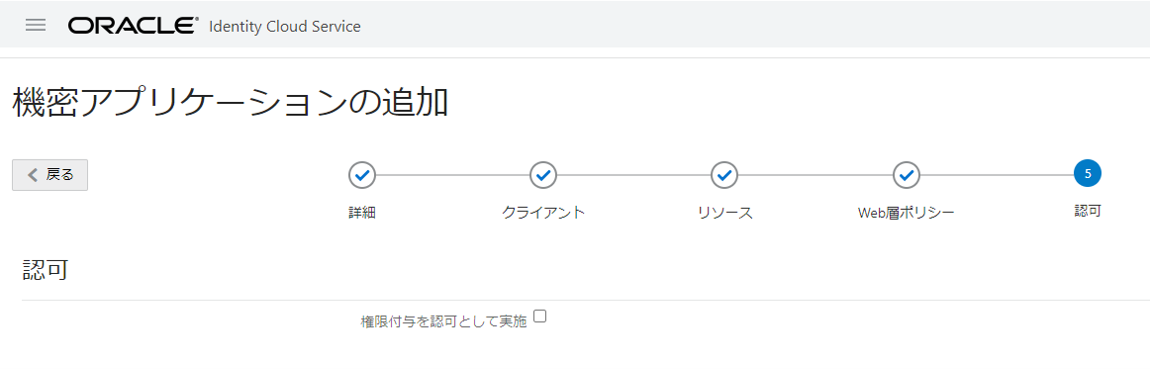 ORACLE® Identity Cloud Service
機密アプリケーションの追加
戻る
5
詳細 クライアント リソース Web層ポリシー 認可
認可
権限付与を認可として実施